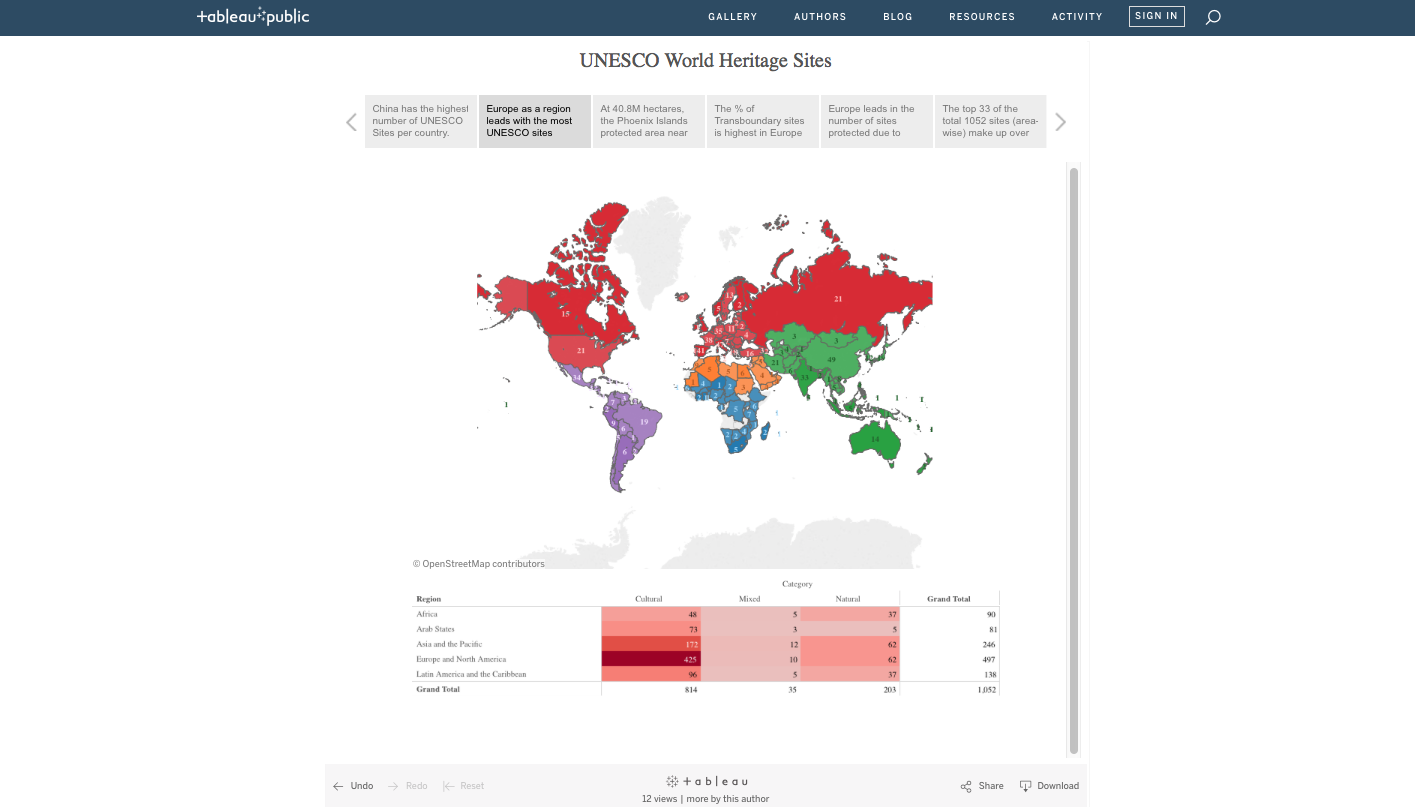 +ableau+public
GALLERY AUTHORS BLOG RESOURCES ACTIVITY SIGN IN
UNESCO World Heritage Sites
China has the highest
number of UNESCO
Sites per country.
Europe as a region
leads with the most
UNESCO sites
At 40.8M hectares,
the Phoenix Islands
protected area near
The % of
Transboundary sites
is highest in Europe
Europe leads in the
number of sites
protected due to
The top 33 of the
total 1052 sites (area-
wise) make up over
15
21
21
49
14
19
6
© OpenStreetMap contributors
Category
Region Cultural Mixed Natural Grand Total
Africa 48 5 37 90
Arab States 73 3 5 81
Asia and the Pacific 172 12 62 246
Europe and North America 425 10 62 497
Latin America and the Caribbean 96 5 37 138
Grand Total 814 35 203 1,052
Undo Redo Reset
+ableau
12 views | more by this author
Share Download